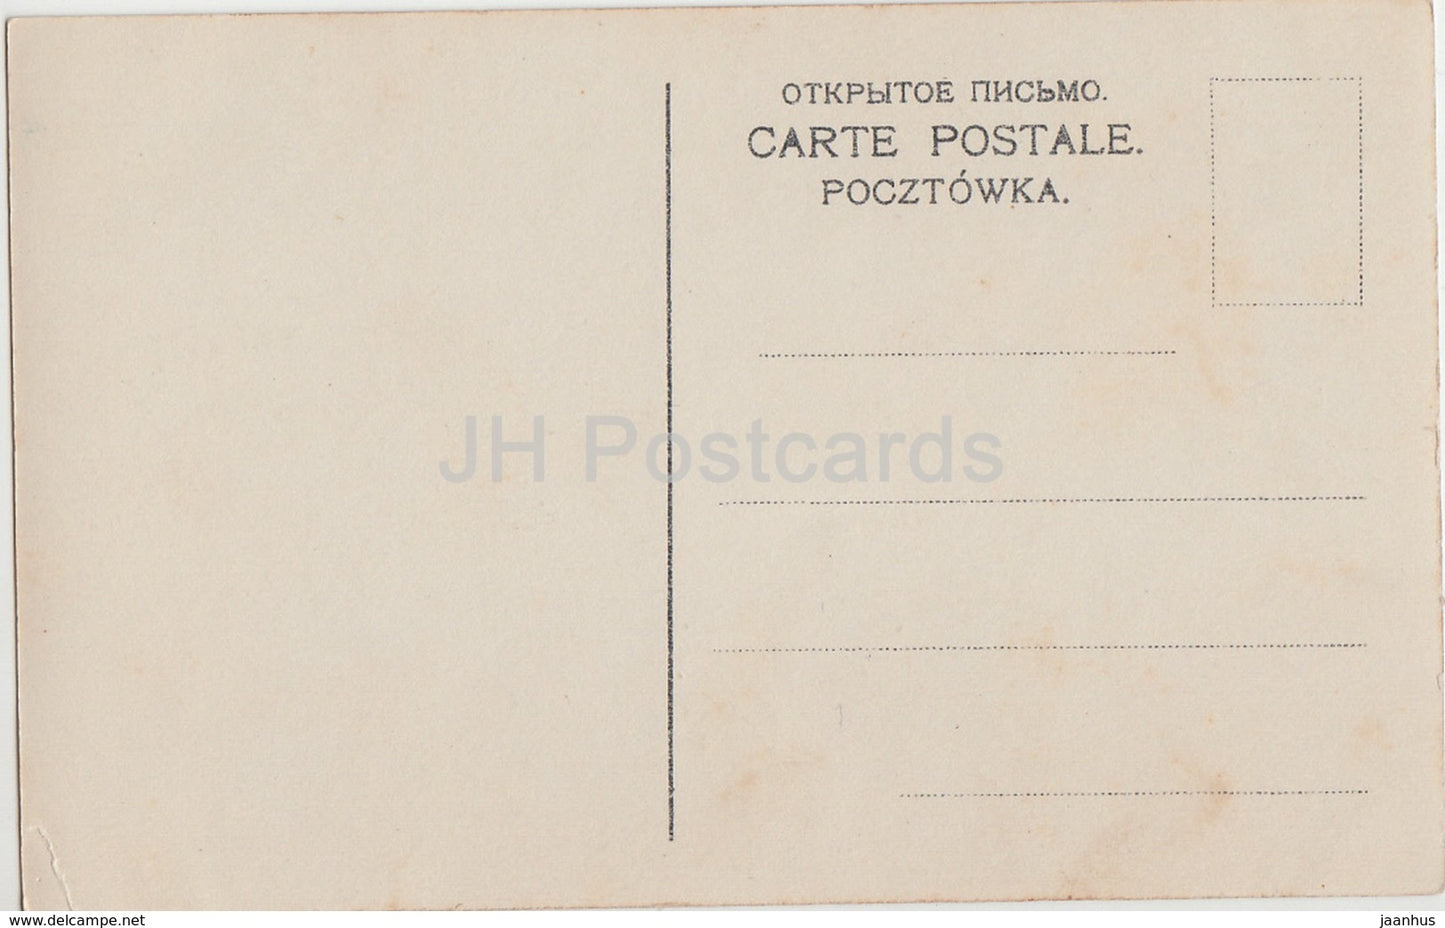 ОТКРЫТОЕ ПИСЬМО.
CARTE POSTALE.
POCZTÓWKA.
JH Postcards
www.delcampe.net
jaanhus